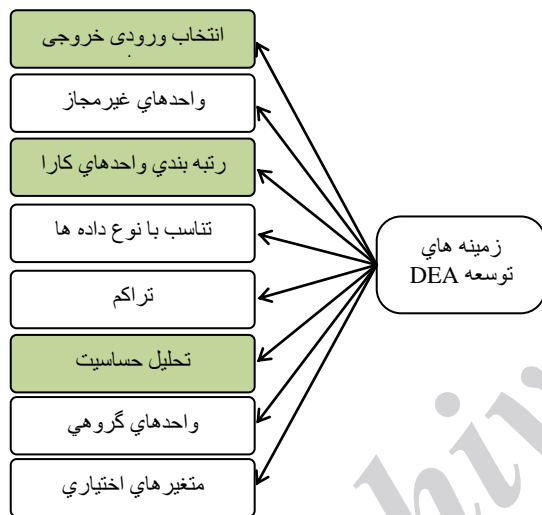 انتخاب ورودی خروجی
واحدهاي غيرمجاز
رتبه بندي واحدهاي كارا
تناسب با نوع داده ها
تراكم
تحليل حساسيت
واحدهاي گروهي
متغيرهاي اختياري
زمينه هاي
توسعه DEA
hiv